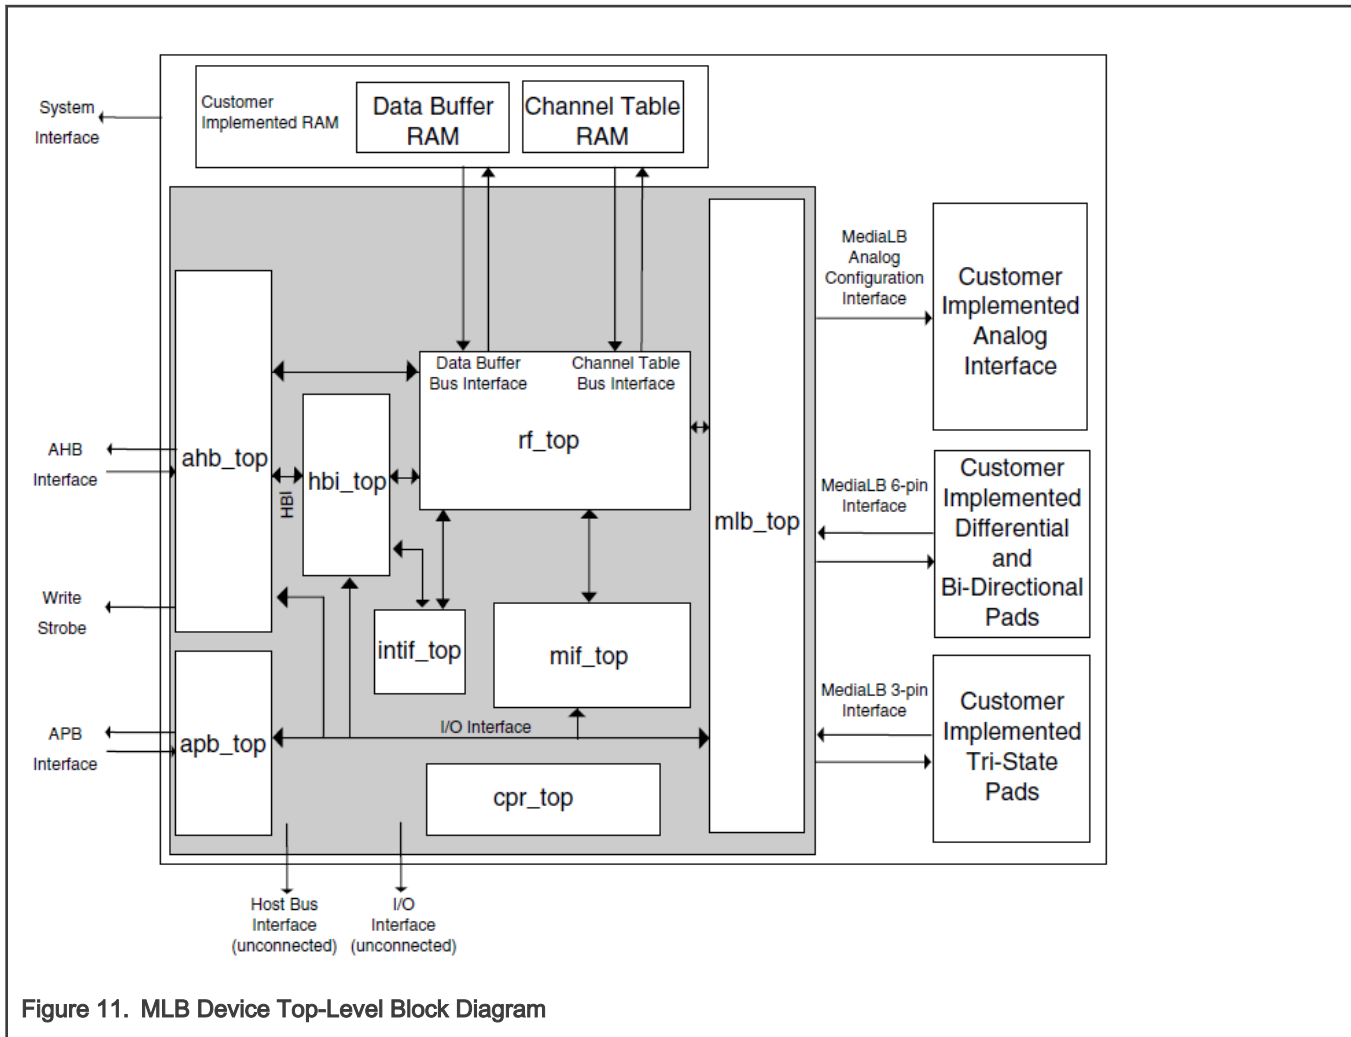 System
Interface
Customer
Implemented RAM
Data Buffer
RAM
Channel Table
RAM
MediaLB
Analog
Configuration
Interface
Customer
Implemented
Analog
Interface
Data Buffer
Bus Interface
Channel Table
Bus Interface
rf_top
AHB
Interface
ahb_top
HBI
hbi_top
mlb_top
MediaLB 6-pin
Interface
Customer
Implemented
Differential
and
Bi-Directional
Pads
Write
Strobe
intif_top
mif_top
MediaLB 3-pin
Interface
Customer
Implemented
Tri-State
Pads
APB
Interface
apb_top
I/O Interface
cpr_top
Host Bus
Interface
(unconnected)
I/O
Interface
(unconnected)
Figure 11. MLB Device Top-Level Block Diagram